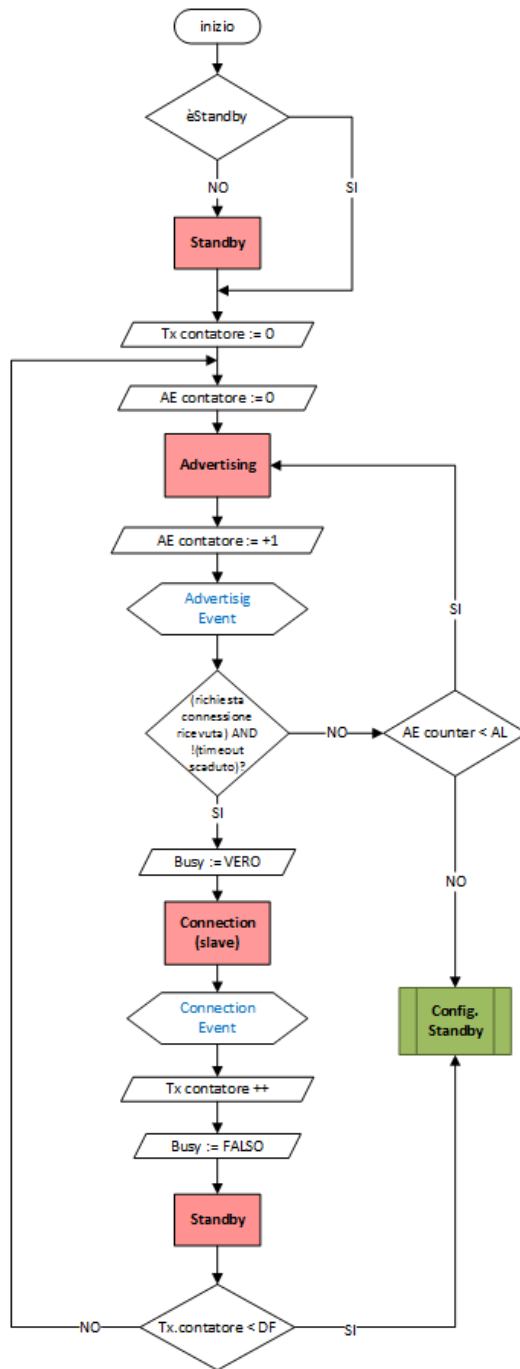 inizio
èStandby
NO
SI
Standby
Tx contatore := 0
AE contatore := 0
Advertising
AE contatore := +1
Advertisig
Event
SI
(richiesta
connessione
ricevuta) AND
!(timeout
scaduto)?
NO
AE counter < AL
SI
Busy := VERO
NO
Connection
(slave)
Config.
Standby
Connection
Event
Tx contatore ++
Busy := FALSO
Standby
NO
Tx.contatore < DF
SI